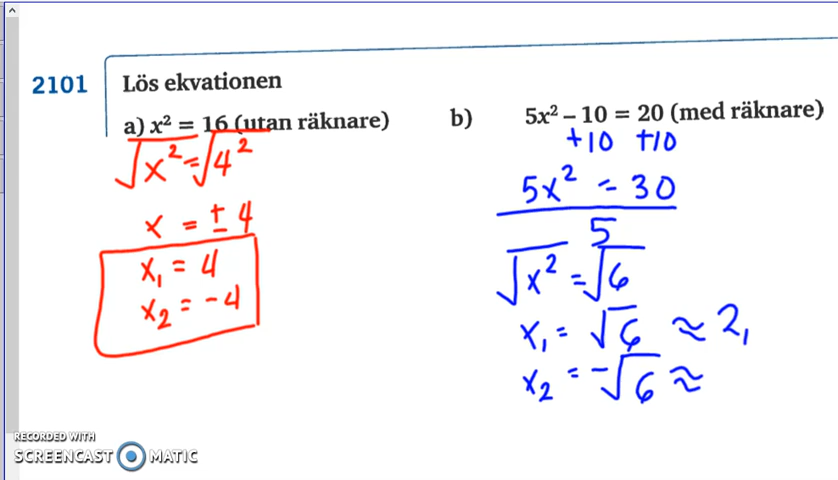 2101 Lös ekvationen
a) x² = 16 (utan räknare)
√x² = √4²
x = ± 4
x₁ = 4
x₂ = -4
b) 5x² – 10 = 20 (med räknare)
+10 +10
5x² = 30
5
√x² = √6
x₁ = √6 ≈ 2,
x₂ = -√6 ≈
RECORDED WITH
SCREENCAST MATIC